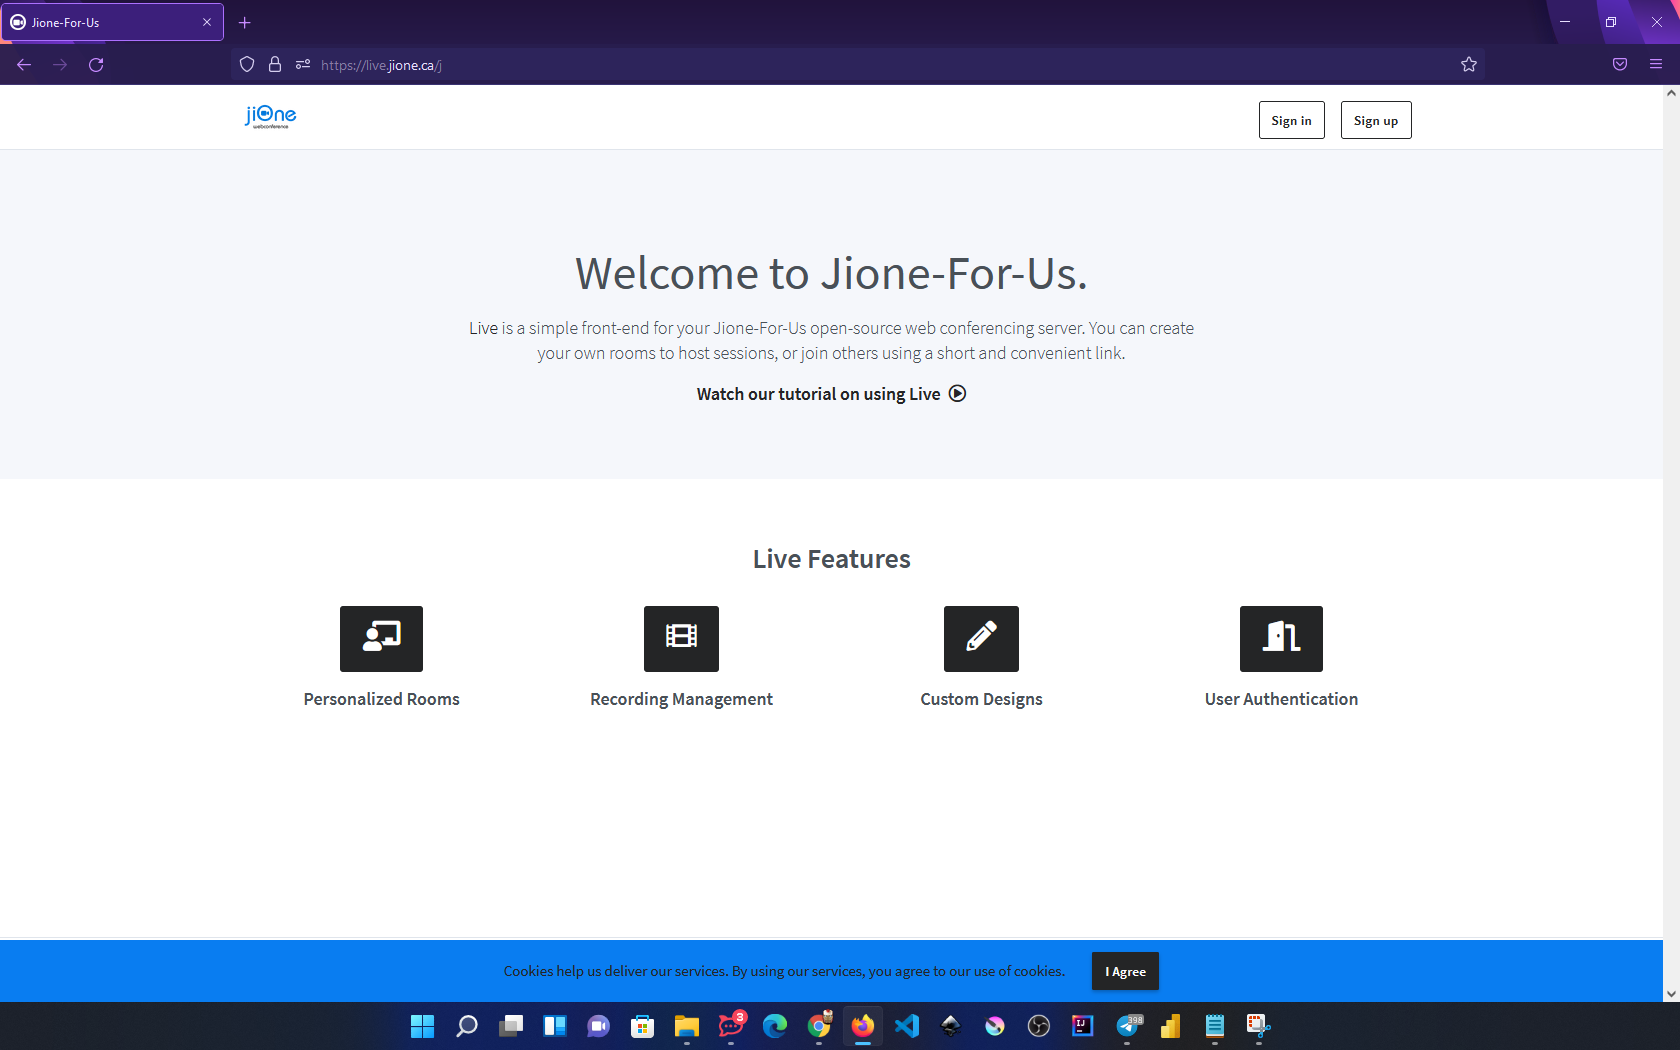 Jione-For-Us
https://live.jione.ca/j
jiOne
webconference
Sign in
Sign up
Welcome to Jione-For-Us.
Live is a simple front-end for your Jione-For-Us open-source web conferencing server. You can create
your own rooms to host sessions, or join others using a short and convenient link.
Watch our tutorial on using Live
Live Features
Personalized Rooms
Recording Management
Custom Designs
User Authentication
Cookies help us deliver our services. By using our services, you agree to our use of cookies.
I Agree
3
IJ
398